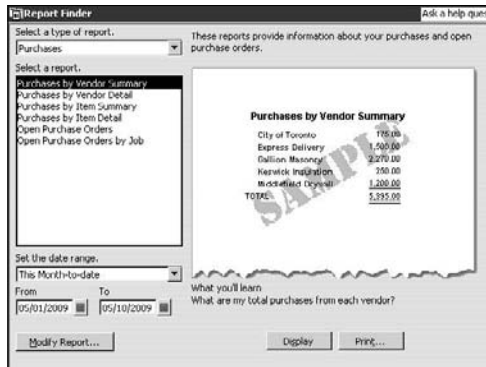 Report Finder
Ask a help ques
Select a type of report.
Purchases
Select a report.
Purchases by Vendor Summary
Purchases by Vendor Detail
Purchases by Item Summary
Purchases by Item Detail
Open Purchase Orders
Open Purchase Orders by Job
Set the date range.
This Month-to-date
From To
05/01/2009 05/10/2009
Modify Report...
These reports provide information about your purchases and open
purchase orders.
Purchases by Vendor Summary
City of Toronto 175.00
Express Delivery 1,500.00
Gallion Masonry 2,270.00
Keswick Insurance 250.00
Middlefield Drywall 1,200.00
TOTAL 5,395.00
SAMPLE
What you'll learn
What are my total purchases from each vendor?
Display Print...